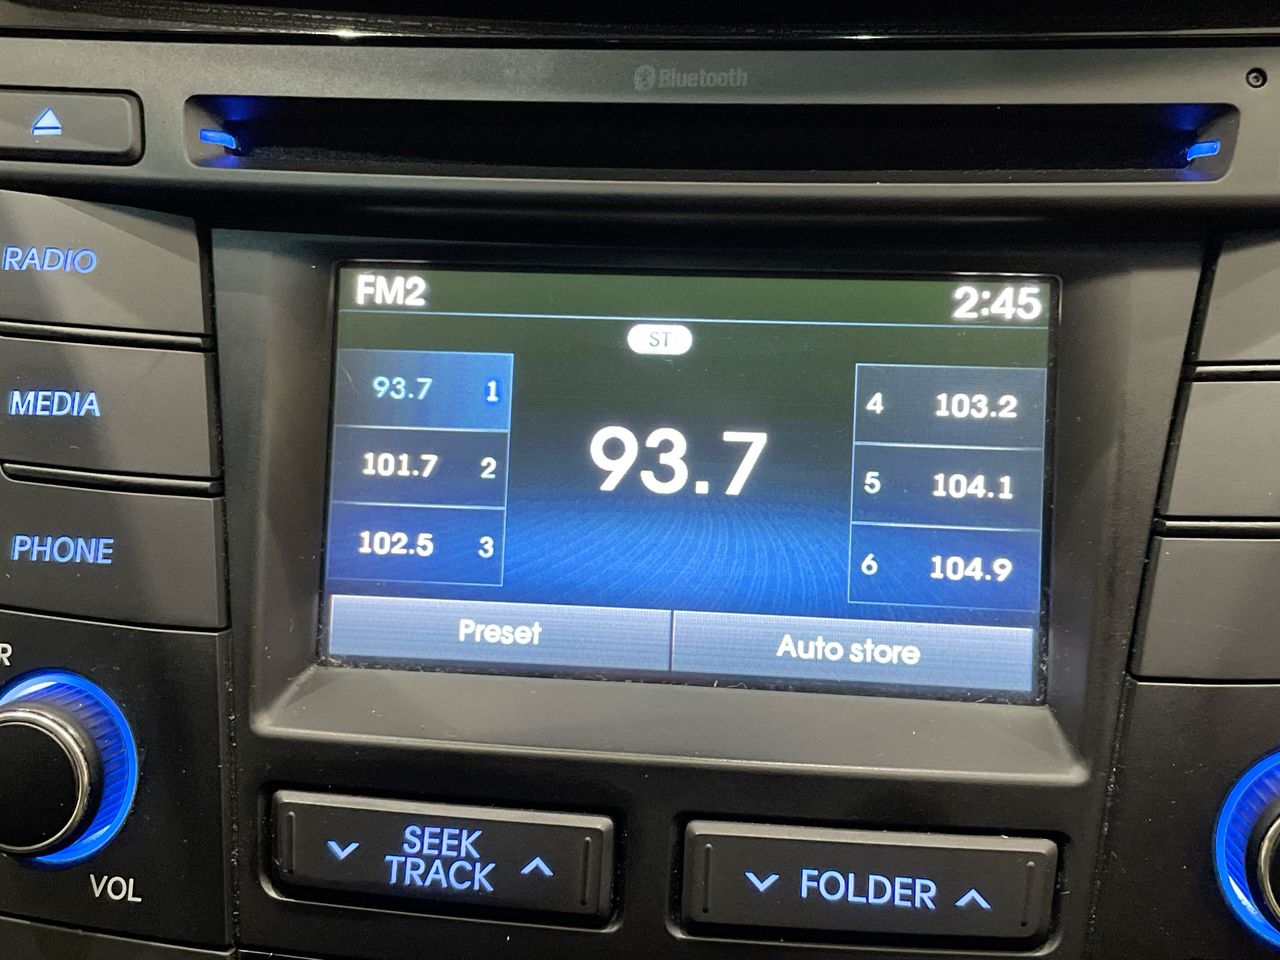 Bluetooth
RADIO
MEDIA
PHONE
FM2
2:45
ST
93.7 1
101.7 2
102.5 3
93.7
4 103.2
5 104.1
6 104.9
Preset
Auto store
R
VOL
SEEK
TRACK
FOLDER